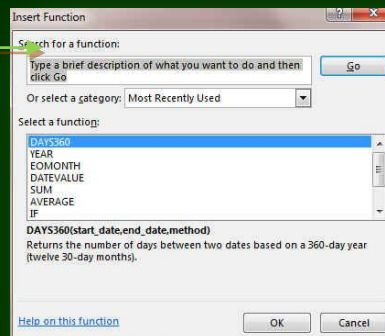 Insert Function
Search for a function:
Type a brief description of what you want to do and then
click Go
Go
Or select a category: Most Recently Used
Select a function:
DAYS360
YEAR
EOMONTH
DATEVALUE
SUM
AVERAGE
IF
DAYS360(start_date,end_date,method)
Returns the number of days between two dates based on a 360-day year
(twelve 30-day months).
Help on this function
OK
Cancel